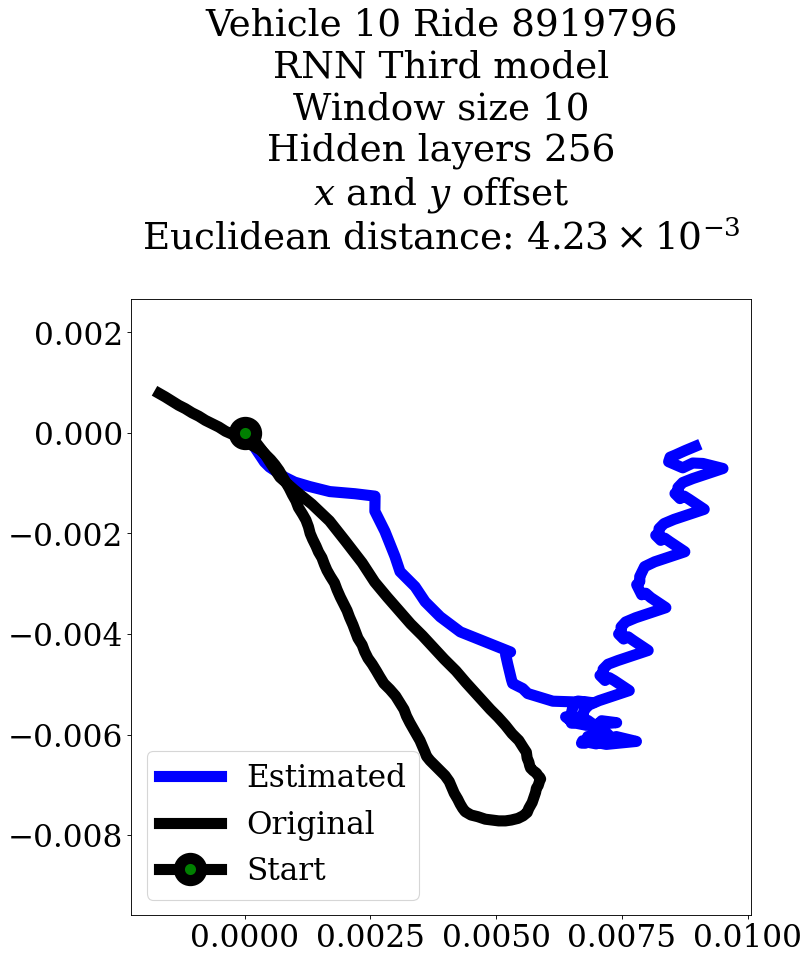 Vehicle 10 Ride 8919796
RNN Third model
Window size 10
Hidden layers 256
x and y offset
Euclidean distance: 4.23 × 10⁻³
0.002
0.000
−0.002
−0.004
−0.006
−0.008
Estimated
Original
Start
0.0000 0.0025 0.0050 0.0075 0.0100